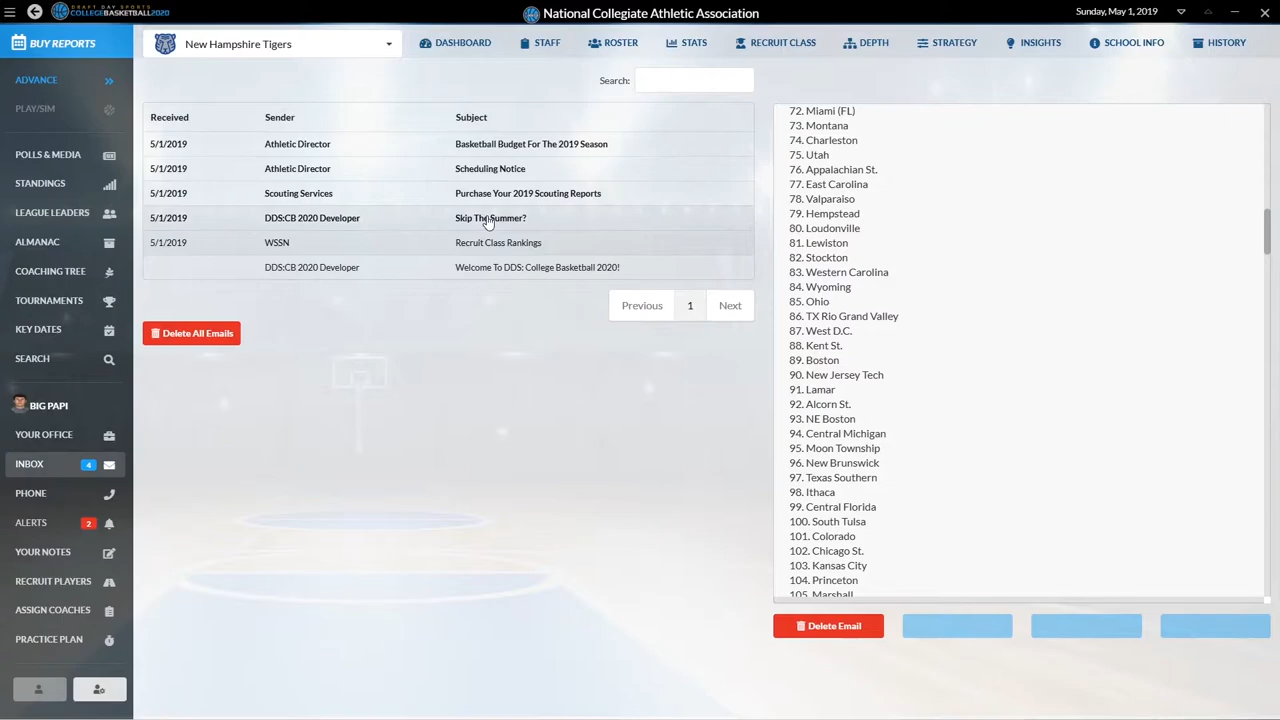 DRAFT DAY SPORTS
COLLEGEBASKETBALL2020
National Collegiate Athletic Association
Sunday, May 1, 2019
BUY REPORTS
New Hampshire Tigers
DASHBOARD
STAFF
ROSTER
STATS
RECRUIT CLASS
DEPTH
STRATEGY
INSIGHTS
SCHOOL INFO
HISTORY
ADVANCE
PLAY/SIM
POLLS & MEDIA
STANDINGS
LEAGUE LEADERS
ALMANAC
COACHING TREE
TOURNAMENTS
KEY DATES
SEARCH
BIG PAPI
YOUR OFFICE
INBOX 4
PHONE
ALERTS 2
YOUR NOTES
RECRUIT PLAYERS
ASSIGN COACHES
PRACTICE PLAN
Search:
Received Sender Subject
5/1/2019 Athletic Director Basketball Budget For The 2019 Season
5/1/2019 Athletic Director Scheduling Notice
5/1/2019 Scouting Services Purchase Your 2019 Scouting Reports
5/1/2019 DDS:CB 2020 Developer Skip The Summer?
5/1/2019 WSSN Recruit Class Rankings
DDS:CB 2020 Developer Welcome To DDS: College Basketball 2020!
Previous 1 Next
Delete All Emails
72. Miami (FL)
73. Montana
74. Charleston
75. Utah
76. Appalachian St.
77. East Carolina
78. Valparaiso
79. Hempstead
80. Loudonville
81. Lewiston
82. Stockton
83. Western Carolina
84. Wyoming
85. Ohio
86. TX Rio Grand Valley
87. West D.C.
88. Kent St.
89. Boston
90. New Jersey Tech
91. Lamar
92. Alcorn St.
93. NE Boston
94. Central Michigan
95. Moon Township
96. New Brunswick
97. Texas Southern
98. Ithaca
99. Central Florida
100. South Tulsa
101. Colorado
102. Chicago St.
103. Kansas City
104. Princeton
105. Marshall
Delete Email